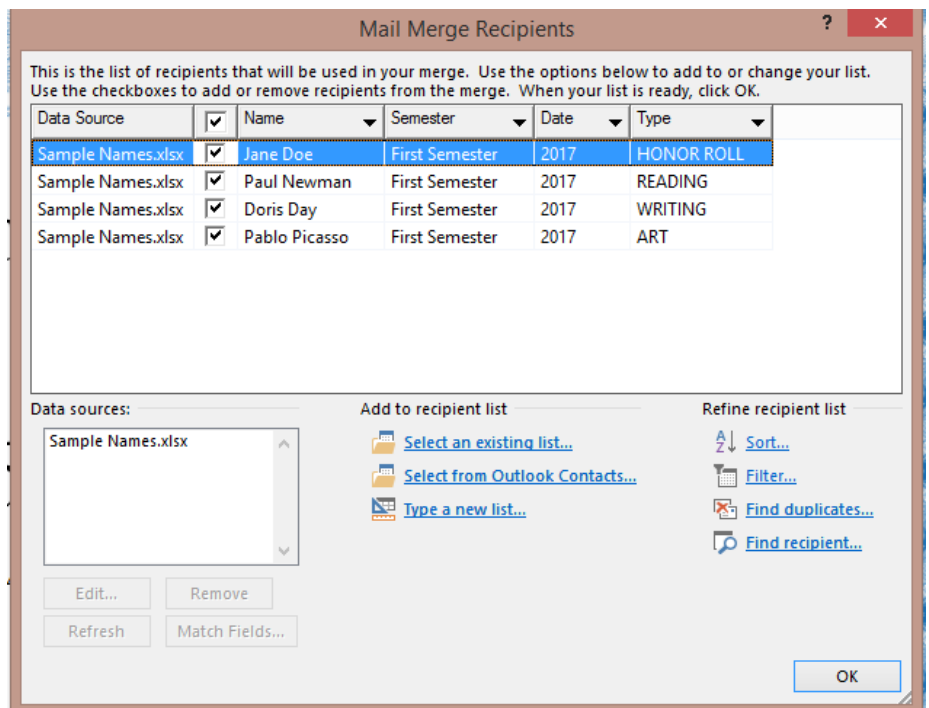 Mail Merge Recipients
?
This is the list of recipients that will be used in your merge. Use the options below to add to or change your list.
Use the checkboxes to add or remove recipients from the merge. When your list is ready, click OK.
Data Source Name Semester Date Type
Sample Names.xlsx Jane Doe First Semester 2017 HONOR ROLL
Sample Names.xlsx Paul Newman First Semester 2017 READING
Sample Names.xlsx Doris Day First Semester 2017 WRITING
Sample Names.xlsx Pablo Picasso First Semester 2017 ART
Data sources: Add to recipient list Refine recipient list
Sample Names.xlsx Select an existing list... Sort...
Select from Outlook Contacts... Filter...
Type a new list... Find duplicates...
Find recipient...
Edit... Remove
Refresh Match Fields...
OK